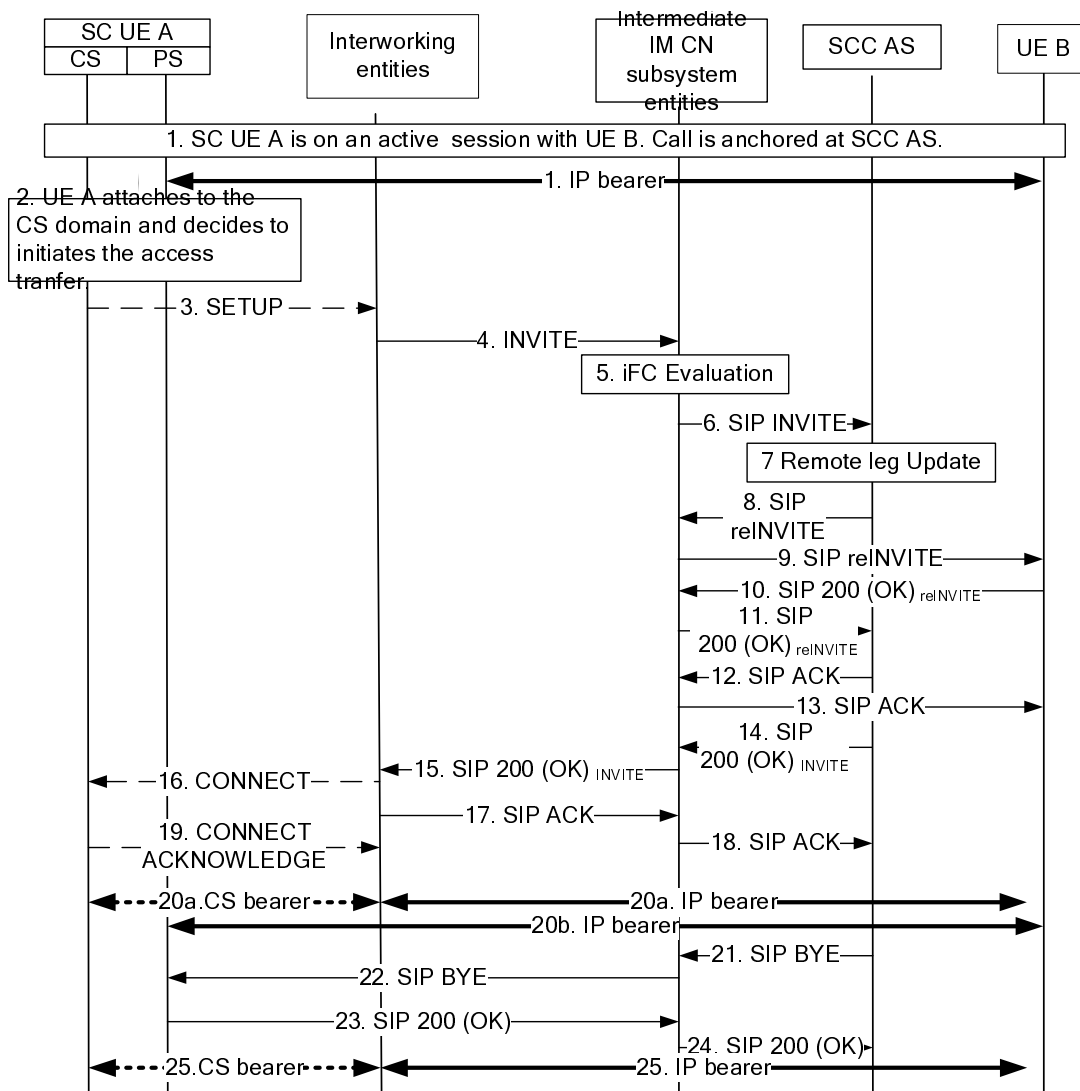 SC UE A
CS
PS
Interworking
entities
Intermediate
IM CN
subsystem
entities
SCC AS
UE B
1. SC UE A is on an active session with UE B. Call is anchored at SCC AS.
1. IP bearer
2. UE A attaches to the
CS domain and decides to
initiates the access
tranfer.
3. SETUP
4. INVITE
5. iFC Evaluation
6. SIP INVITE
7 Remote leg Update
8. SIP
reINVITE
9. SIP reINVITE
10. SIP 200 (OK) reINVITE
11. SIP
200 (OK) reINVITE
12. SIP ACK
13. SIP ACK
14. SIP
200 (OK) INVITE
15. SIP 200 (OK) INVITE
16. CONNECT
17. SIP ACK
18. SIP ACK
19. CONNECT
ACKNOWLEDGE
20a.CS bearer
20a. IP bearer
20b. IP bearer
21. SIP BYE
22. SIP BYE
23. SIP 200 (OK)
24. SIP 200 (OK)
25.CS bearer
25. IP bearer